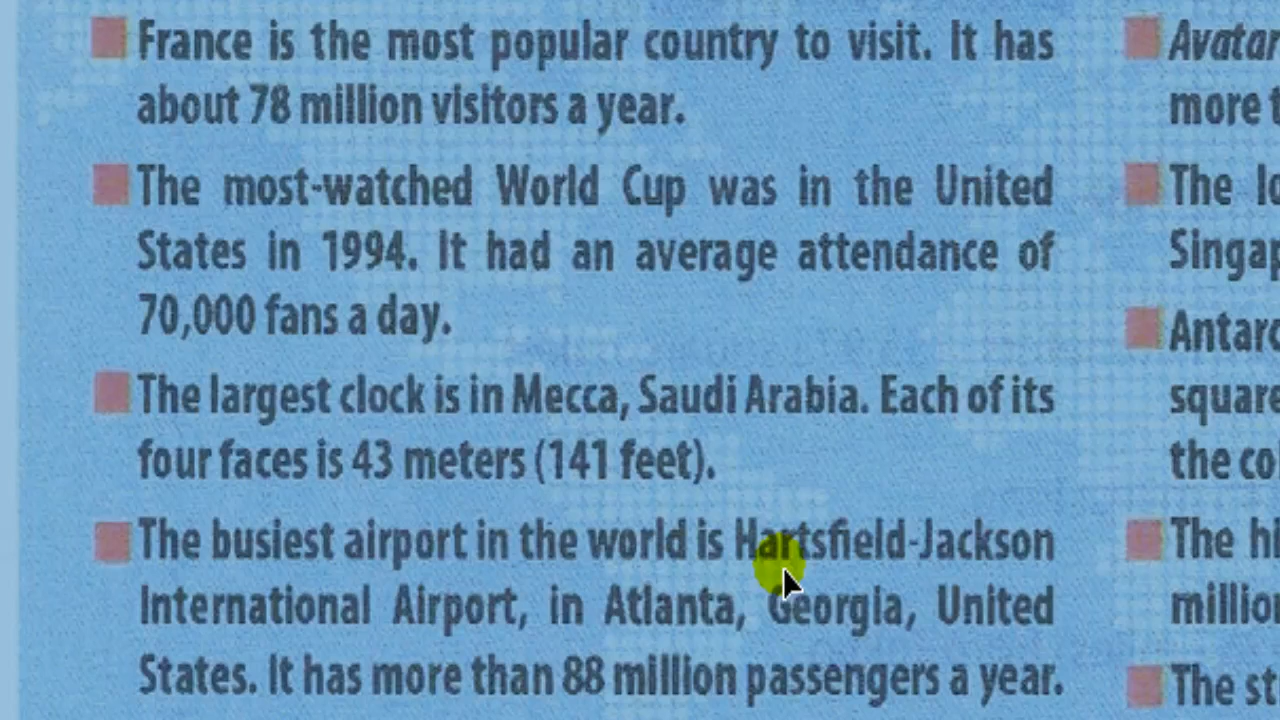 France is the most popular country to visit. It has
about 78 million visitors a year.
The most-watched World Cup was in the United
States in 1994. It had an average attendance of
70,000 fans a day.
The largest clock is in Mecca, Saudi Arabia. Each of its
four faces is 43 meters (141 feet).
The busiest airport in the world is Hartsfield-Jackson
International Airport, in Atlanta, Georgia, United
States. It has more than 88 million passengers a year.
Avatar
more
The
Antarc
square
the
The
The